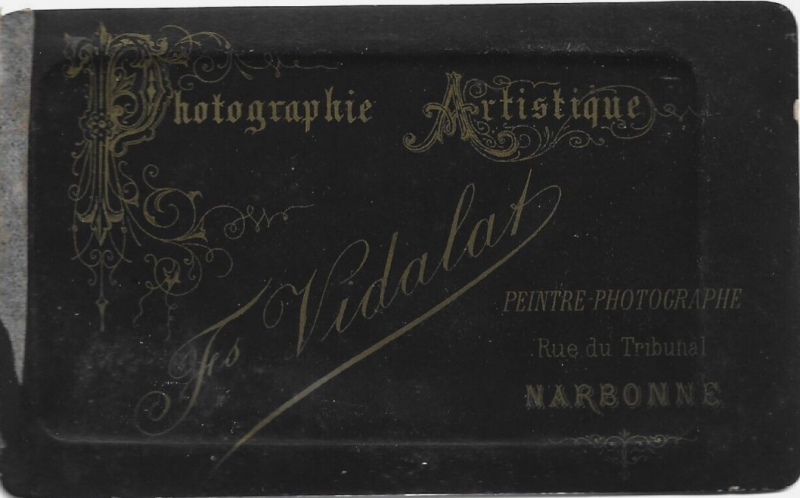 Photographie Artistique
Fs Vidalat
PEINTRE-PHOTOGRAPHE
Rue du Tribunal
NARBONNE